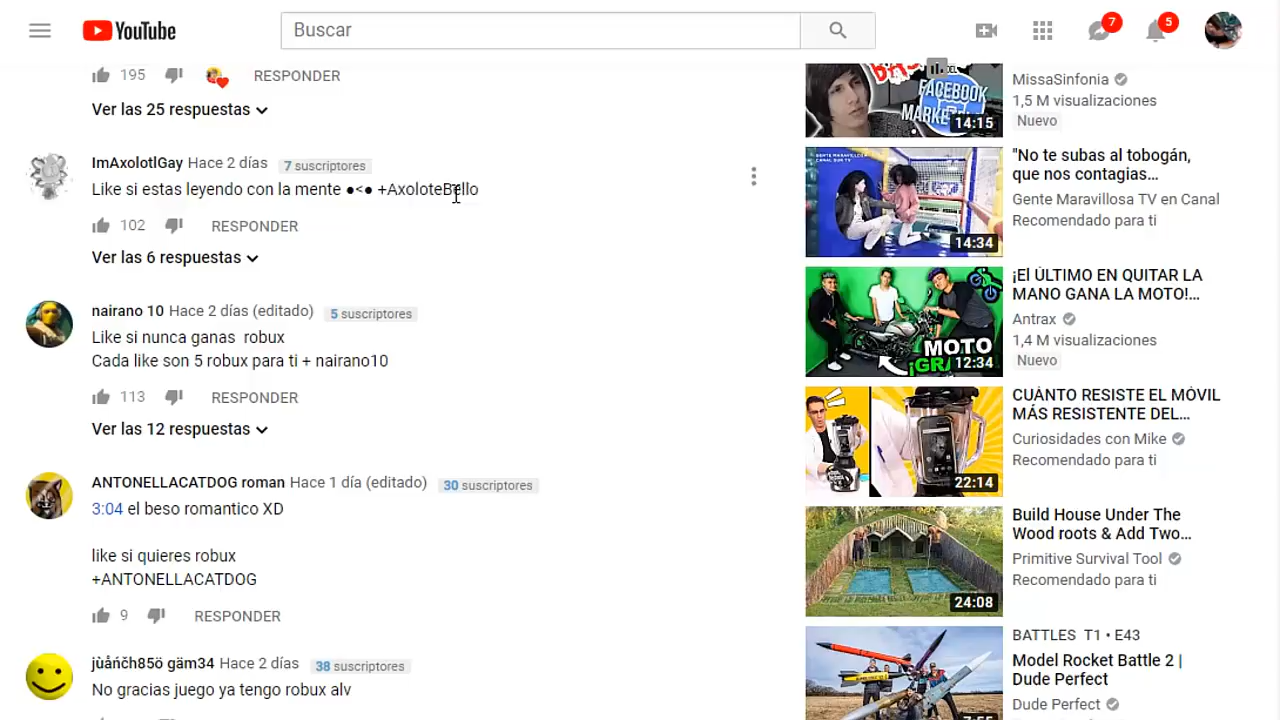 YouTube
Buscar
7
5
195
RESPONDER
Ver las 25 respuestas
ImAxolotlGay Hace 2 días 7 suscriptores
Like si estas leyendo con la mente ●<● +AxoloteBello
102
RESPONDER
Ver las 6 respuestas
nairano 10 Hace 2 días (editado) 5 suscriptores
Like si nunca ganas robux
Cada like son 5 robux para ti + nairano10
113
RESPONDER
Ver las 12 respuestas
ANTONELLACATDOG roman Hace 1 día (editado) 30 suscriptores
3:04 el beso romantico XD
like si quieres robux
+ANTONELLACATDOG
9
RESPONDER
jùåńčh85ö gäm34 Hace 2 días 38 suscriptores
No gracias juego ya tengo robux alv
FACEBOOK
14:15
MissaSinfonia
1,5 M visualizaciones
Nuevo
GENTE MARAVILLOSA
CANAL SUR TV
14:34
"No te subas al tobogán,
que nos contagias...
Gente Maravillosa TV en Canal
Recomendado para ti
MOTO
12:34
¡El ÚLTIMO EN QUITAR LA
MANO GANA LA MOTO!...
Antrax
1,4 M visualizaciones
Nuevo
22:14
CUÁNTO RESISTE EL MÓVIL
MÁS RESISTENTE DEL...
Curiosidades con Mike
Recomendado para ti
24:08
Build House Under The
Wood roots & Add Two...
Primitive Survival Tool
Recomendado para ti
BATTLES T1 • E43
Model Rocket Battle 2 |
Dude Perfect
Dude Perfect